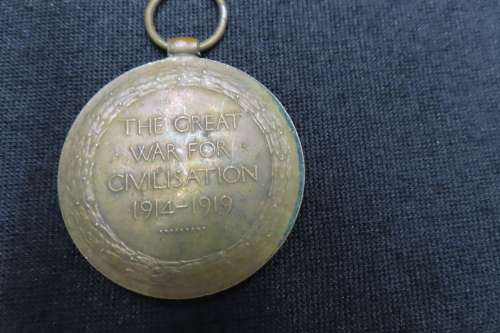 THE GREAT
WAR FOR
CIVILISATION
1914-1919